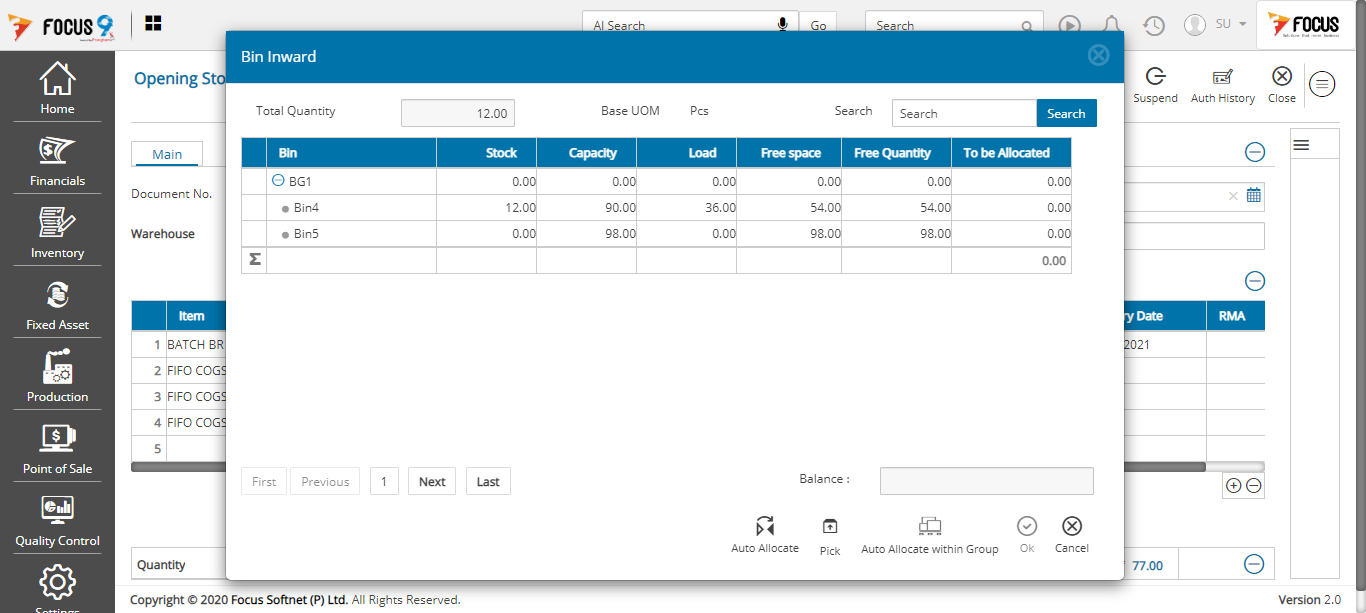 FOCUS 9
AI Search
Go
Search
SU
FOCUS
Home
Financials
Inventory
Fixed Asset
Production
Point of Sale
Quality Control
Settings
Opening Sto
Suspend
Auth History
Close
Main
Document No.
Warehouse
Item
ry Date
RMA
1 BATCH BR
2021
2 FIFO COGS
3 FIFO COGS
4 FIFO COGS
5
Quantity
77.00
Bin Inward
Total Quantity
12.00
Base UOM
Pcs
Search
Search
Search
Bin Stock Capacity Load Free space Free Quantity To be Allocated
BG1 0.00 0.00 0.00 0.00 0.00 0.00
Bin4 12.00 90.00 36.00 54.00 54.00 0.00
Bin5 0.00 98.00 0.00 98.00 98.00 0.00
Σ 0.00
First Previous 1 Next Last
Balance :
Auto Allocate
Pick
Auto Allocate within Group
Ok
Cancel
Copyright © 2020 Focus Softnet (P) Ltd. All Rights Reserved.
Version 2.0